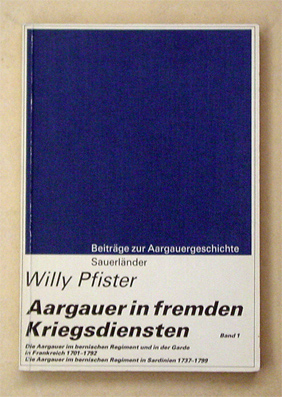 Beiträge zur Aargauergeschichte
Sauerländer
Willy Pfister
Aargauer in fremden
Kriegsdiensten Band 1
Die Aargauer im bernischen Regiment und in der Garde
in Frankreich 1701-1792
Die Aargauer im bernischen Regiment in Sardinien 1737-1799